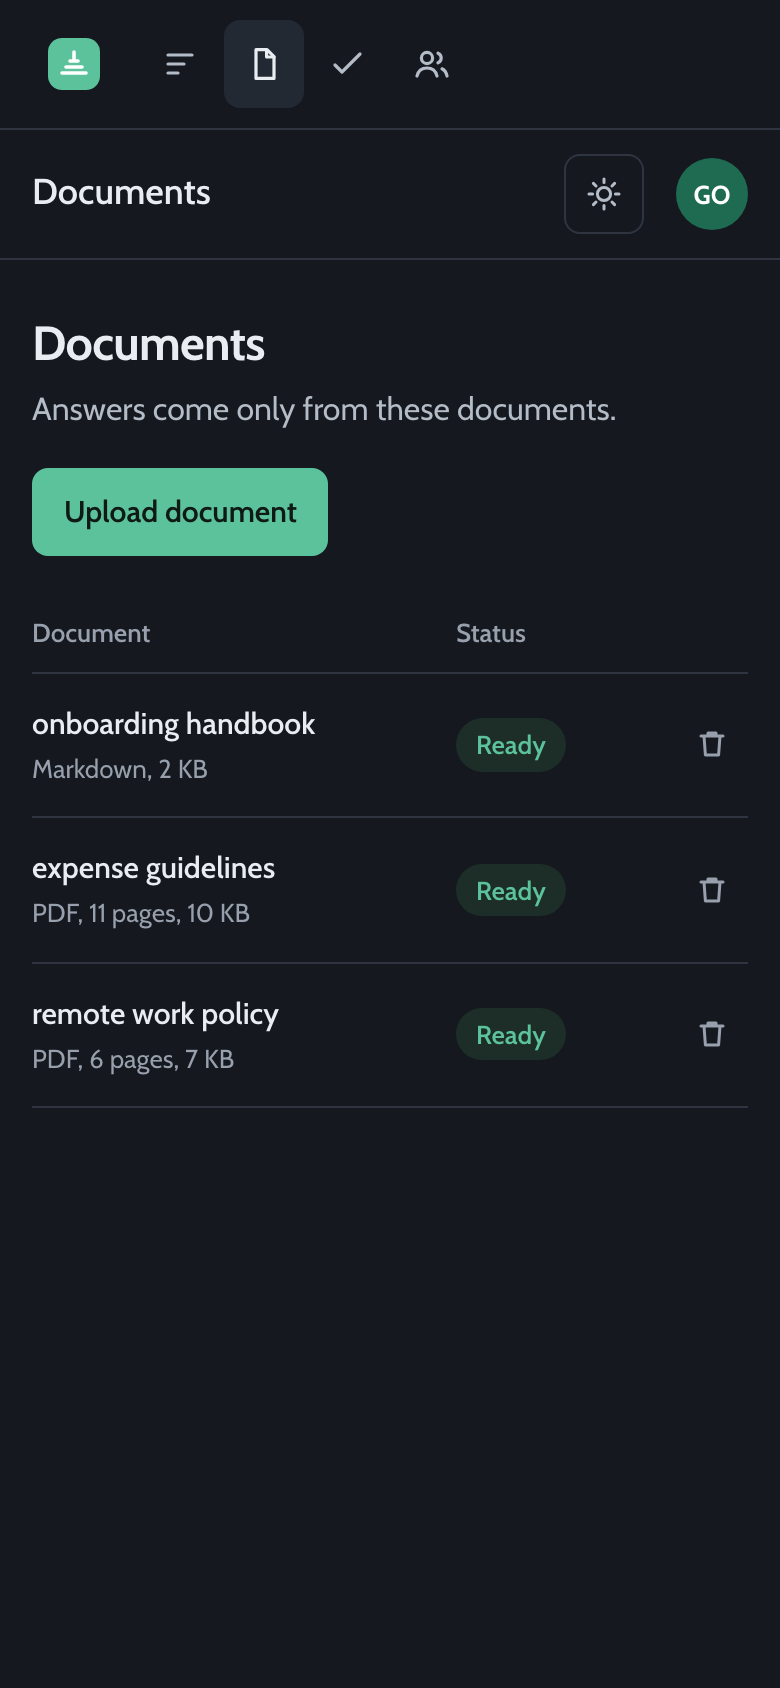 Documents
GO
Documents
Answers come only from these documents.
Upload document
Document Status
onboarding handbook
Markdown, 2 KB
Ready
expense guidelines
PDF, 11 pages, 10 KB
Ready
remote work policy
PDF, 6 pages, 7 KB
Ready